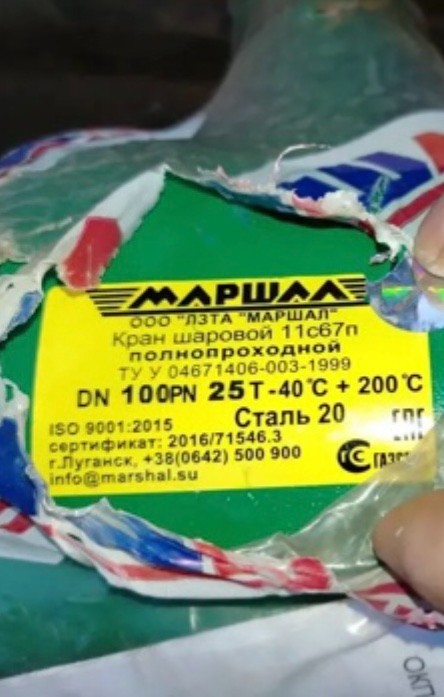 МАРШАЛ
ООО "ЛЗТА "МАРШАЛ"
Кран шаровой 11с67п
полнопроходной
ТУ У 04671406-003-1999
DN 100PN 25T -40°C + 200°C
Сталь 20
ISO 9001:2015
сертификат: 2016/71546.3
г.Луганск, +38(0642) 500 900
info@marshal.su